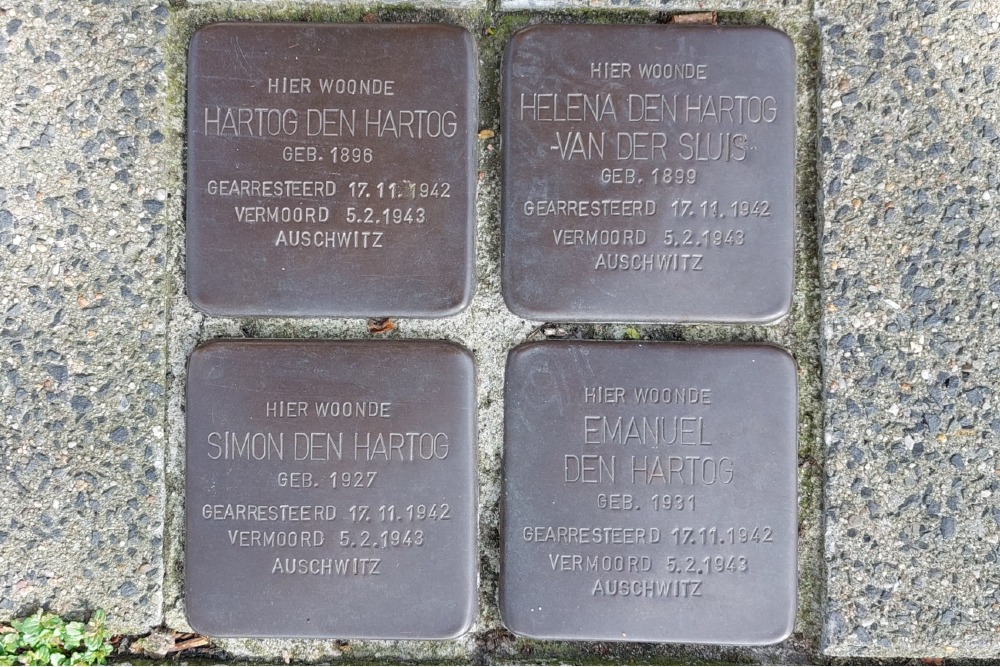 HIER WOONDE
HARTOG DEN HARTOG
GEB. 1896
GEARRESTEERD 17.11.1942
VERMOORD 5.2.1943
AUSCHWITZ
HIER WOONDE
HELENA DEN HARTOG
-VAN DER SLUIS
GEB. 1899
GEARRESTEERD 17.11.1942
VERMOORD 5.2.1943
AUSCHWITZ
HIER WOONDE
SIMON DEN HARTOG
GEB. 1927
GEARRESTEERD 17.11.1942
VERMOORD 5.2.1943
AUSCHWITZ
HIER WOONDE
EMANUEL
DEN HARTOG
GEB. 1931
GEARRESTEERD 17.11.1942
VERMOORD 5.2.1943
AUSCHWITZ